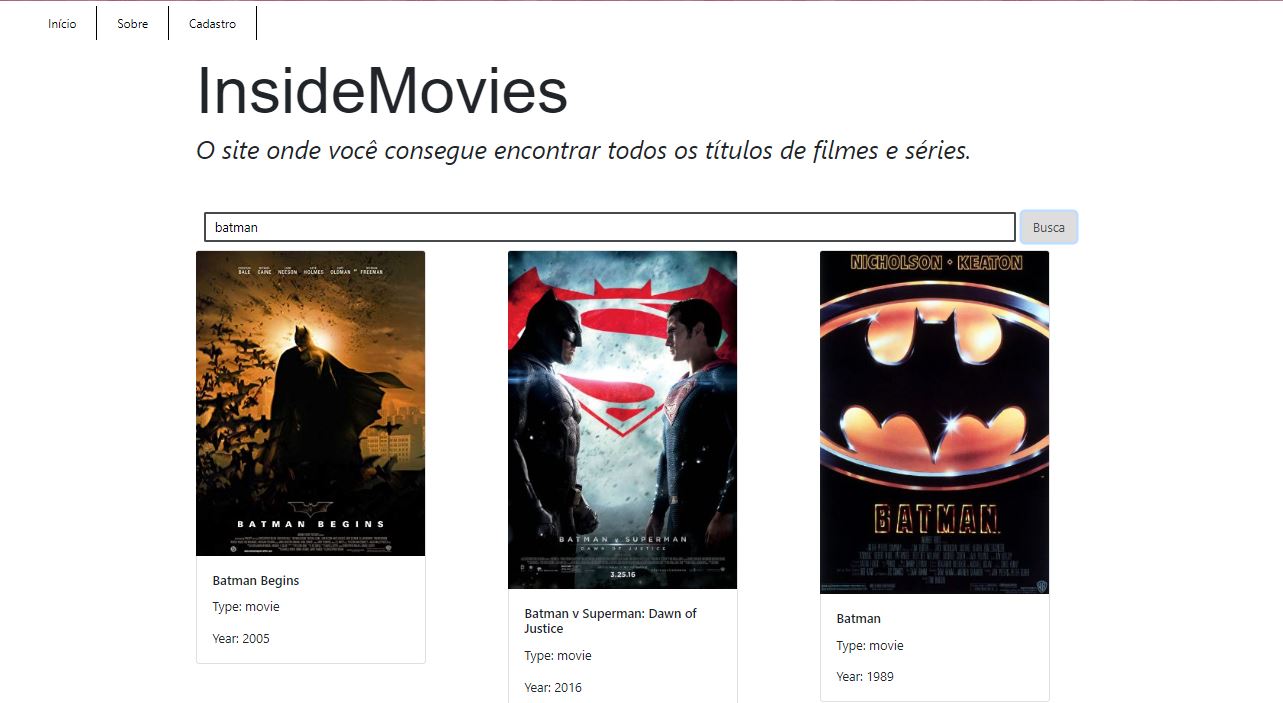 Início
Sobre
Cadastro
InsideMovies
O site onde você consegue encontrar todos os títulos de filmes e séries.
batman
Busca
BALE CAINE NEESON HOLMES OLDMAN FREEMAN
BATMAN BEGINS
Batman Begins
Type: movie
Year: 2005
BATMAN v SUPERMAN
DAWN OF JUSTICE
3.25.16
Batman v Superman: Dawn of
Justice
Type: movie
Year: 2016
NICHOLSON • KEATON
BATMAN
Batman
Type: movie
Year: 1989